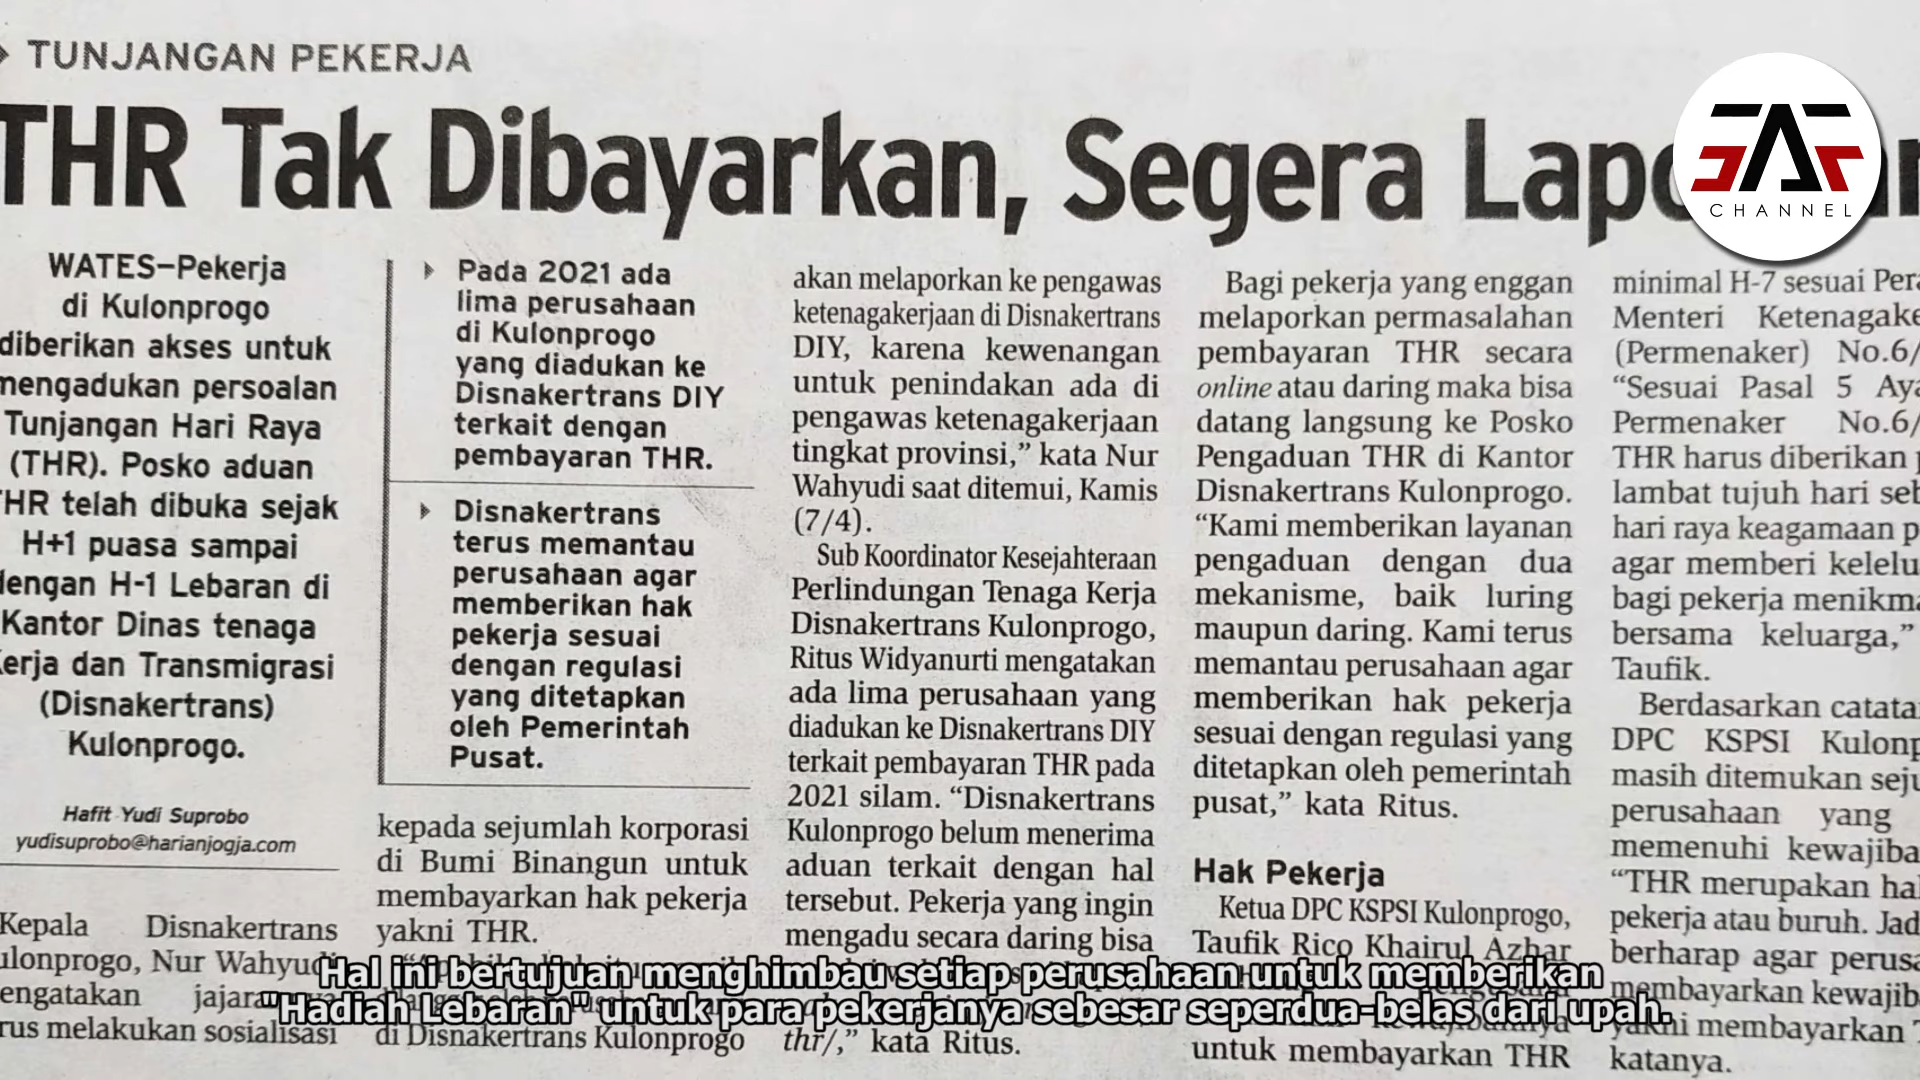 TUNJANGAN PEKERJA
THR Tak Dibayarkan, Segera
CHANNEL
WATES–Pekerja
di Kulonprogo
diberikan akses untuk
mengadukan persoalan
Tunjangan Hari Raya
(THR). Posko aduan
THR telah dibuka sejak
H+1 puasa sampai
dengan H-1 Lebaran di
Kantor Dinas tenaga
kerja dan Transmigrasi
(Disnakertrans)
Kulonprogo.
Hafit Yudi Suprobo
yudisuprobo@harianjogja.com
Kepala Disnakertrans
Kulonprogo, Nur Wahyudi
mengatakan
terus melakukan sosialisasi
Pada 2021 ada
lima perusahaan
di Kulonprogo
yang diadukan ke
Disnakertrans DIY
terkait dengan
pembayaran THR.
Disnakertrans
terus memantau
perusahaan agar
memberikan hak
pekerja sesuai
dengan regulasi
yang ditetapkan
oleh Pemerintah
Pusat.
kepada sejumlah korporasi
di Bumi Binangun untuk
membayarkan hak pekerja
yakni THR.
di Disnakertrans Kulonprogo
akan melaporkan ke pengawas
ketenagakerjaan di Disnakertrans
DIY, karena kewenangan
untuk penindakan ada di
pengawas ketenagakerjaan
tingkat provinsi,” kata Nur
Wahyudi saat ditemui, Kamis
(7/4).
Sub Koordinator Kesejahteraan
Perlindungan Tenaga Kerja
Disnakertrans Kulonprogo,
Ritus Widyanurti mengatakan
ada lima perusahaan yang
diadukan ke Disnakertrans DIY
terkait pembayaran THR pada
2021 silam. “Disnakertrans
Kulonprogo belum menerima
aduan terkait dengan hal
tersebut. Pekerja yang ingin
mengadu secara daring bisa
thr/,” kata Ritus.
Bagi pekerja yang enggan
melaporkan permasalahan
pembayaran THR secara
online atau daring maka bisa
datang langsung ke Posko
Pengaduan THR di Kantor
Disnakertrans Kulonprogo.
“Kami memberikan layanan
pengaduan dengan dua
mekanisme, baik luring
maupun daring. Kami terus
memantau perusahaan agar
memberikan hak pekerja
sesuai dengan regulasi yang
ditetapkan oleh pemerintah
pusat,” kata Ritus.
Hak Pekerja
Ketua DPC KSPSI Kulonprogo,
Taufik Rico Khairul Azhar
untuk membayarkan THR
minimal H-7 sesuai
Menteri
(Permenaker) No.6/
“Sesuai Pasal 5
Permenaker No.6/
THR harus diberikan
lambat tujuh hari
hari raya keagamaan
agar memberi
bagi pekerja
bersama keluarga,”
Taufik.
Berdasarkan
DPC KSPSI
masih ditemukan
perusahaan yang
memenuhi
“THR merupakan
pekerja atau buruh.
berharap agar
membayarkan
yakni membayarkan
katanya.
Hal ini bertujuan menghimbau setiap perusahaan untuk memberikan
"Hadiah Lebaran" untuk para pekerjanya sebesar seperdua-belas dari upah.